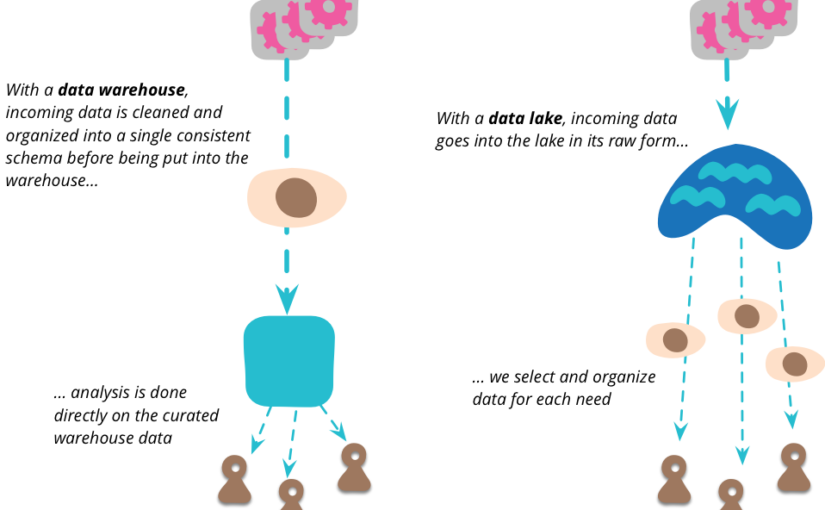 With a data warehouse,
incoming data is cleaned and
organized into a single consistent
schema before being put into the
warehouse...
... analysis is done
directly on the curated
warehouse data
With a data lake, incoming data
goes into the lake in its raw form...
... we select and organize
data for each need